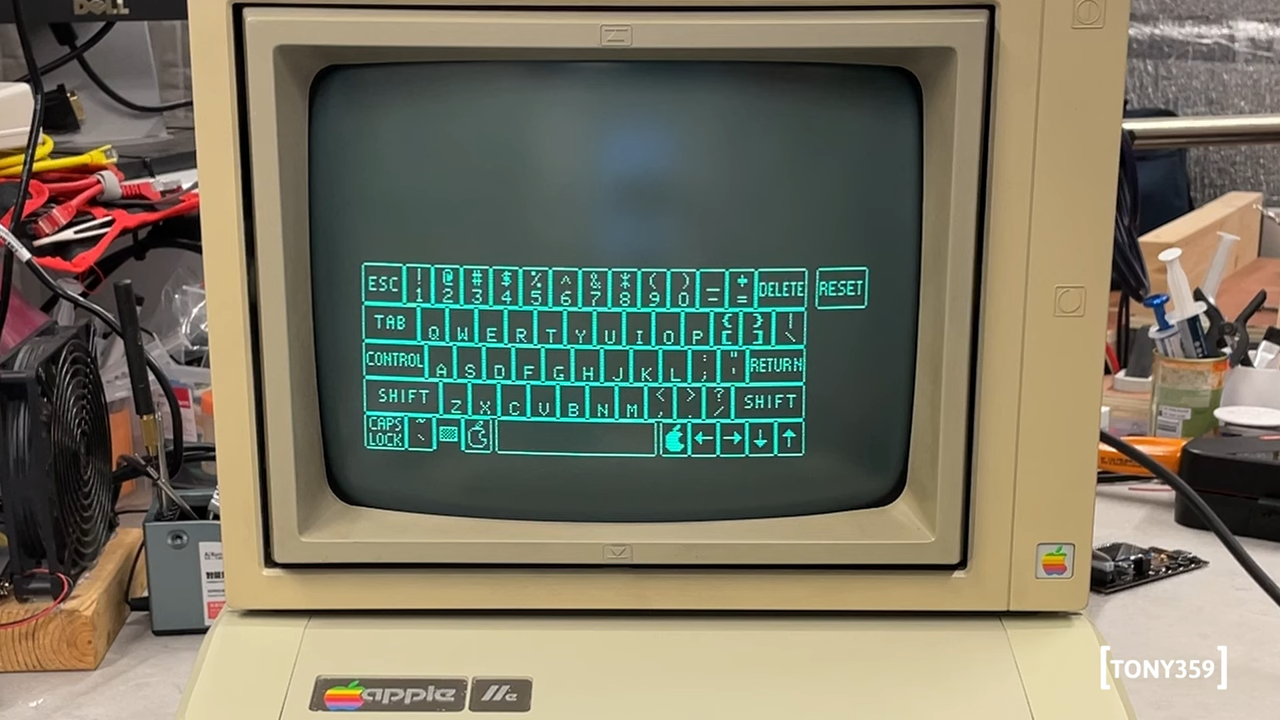 DELL
ESC ! 1 @ 2 # 3 $ 4 % 5 ^ 6 & 7 * 8 ( 9 ) 0 _ - + = DELETE RESET
TAB Q W E R T Y U I O P { [ } ] | \
CONTROL A S D F G H J K L : ; " ' RETURN
SHIFT Z X C V B N M < , > . ? / SHIFT
CAPS LOCK ~ ` ← → ↓ ↑
apple //e
[TONY359]